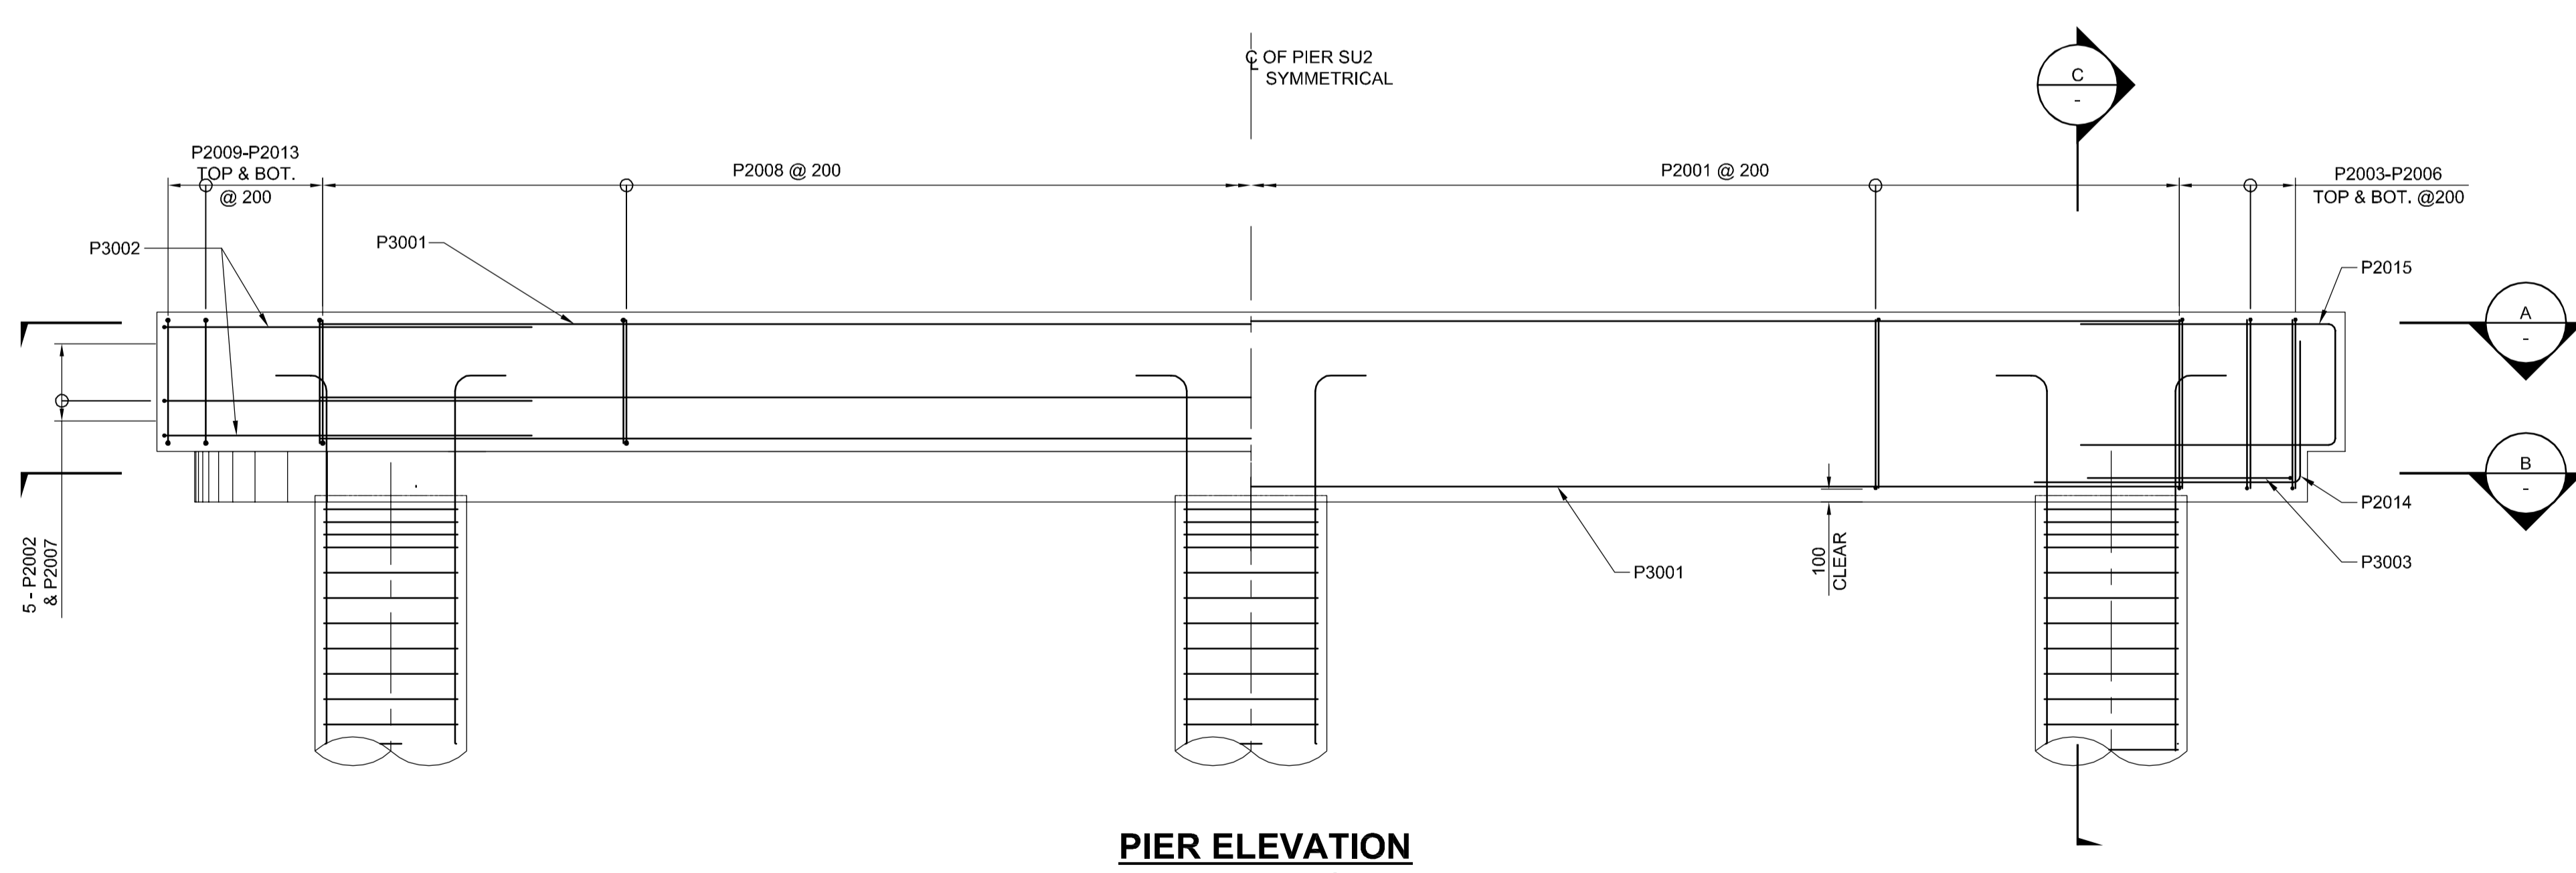 ℄ OF PIER SU2
SYMMETRICAL
C
-
P2009-P2013
TOP & BOT.
@ 200
P2008 @ 200
P2001 @ 200
P2003-P2006
TOP & BOT. @200
P3002
P3001
P2015
A
-
B
-
P2014
P3003
P3001
100
CLEAR
5 - P2002
& P2007
PIER ELEVATION